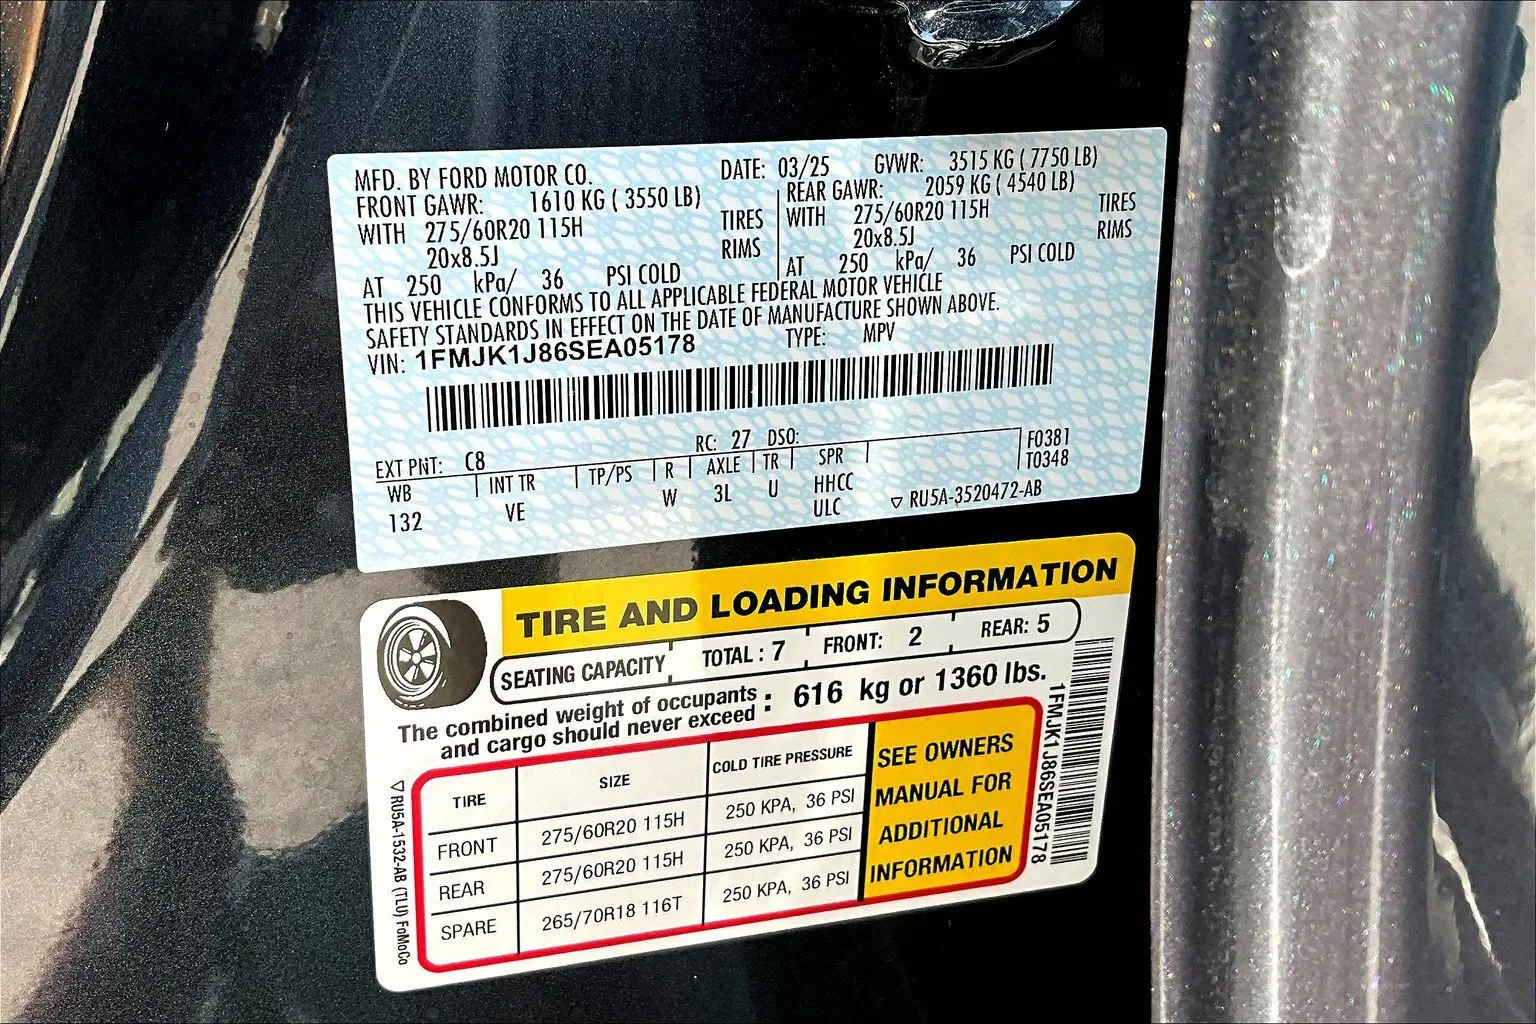 MFD. BY FORD MOTOR CO. DATE: 03/25 GVWR: 3515 KG ( 7750 LB)
FRONT GAWR: 1610 KG ( 3550 LB) REAR GAWR: 2059 KG ( 4540 LB)
WITH 275/60R20 115H TIRES WITH 275/60R20 115H TIRES
20x8.5J RIMS 20x8.5J RIMS
AT 250 kPa/ 36 PSI COLD AT 250 kPa/ 36 PSI COLD
THIS VEHICLE CONFORMS TO ALL APPLICABLE FEDERAL MOTOR VEHICLE
SAFETY STANDARDS IN EFFECT ON THE DATE OF MANUFACTURE SHOWN ABOVE.
VIN: 1FMJK1J86SEA05178 TYPE: MPV
EXT PNT: C8 RC: 27 DSO: F0381
WB INT TR TP/PS R AXLE TR SPR T0348
132 VE W 3L U HHCC
ULC ▽ RU5A-3520472-AB
TIRE AND LOADING INFORMATION
SEATING CAPACITY TOTAL : 7 FRONT: 2 REAR: 5
The combined weight of occupants
and cargo should never exceed : 616 kg or 1360 lbs.
TIRE SIZE COLD TIRE PRESSURE
FRONT 275/60R20 115H 250 KPA, 36 PSI
REAR 275/60R20 115H 250 KPA, 36 PSI
SPARE 265/70R18 116T 250 KPA, 36 PSI
SEE OWNERS
MANUAL FOR
ADDITIONAL
INFORMATION
1FMJK1J86SEA05178
▽ RU5A-1532-AB (TLU) FoMoCo